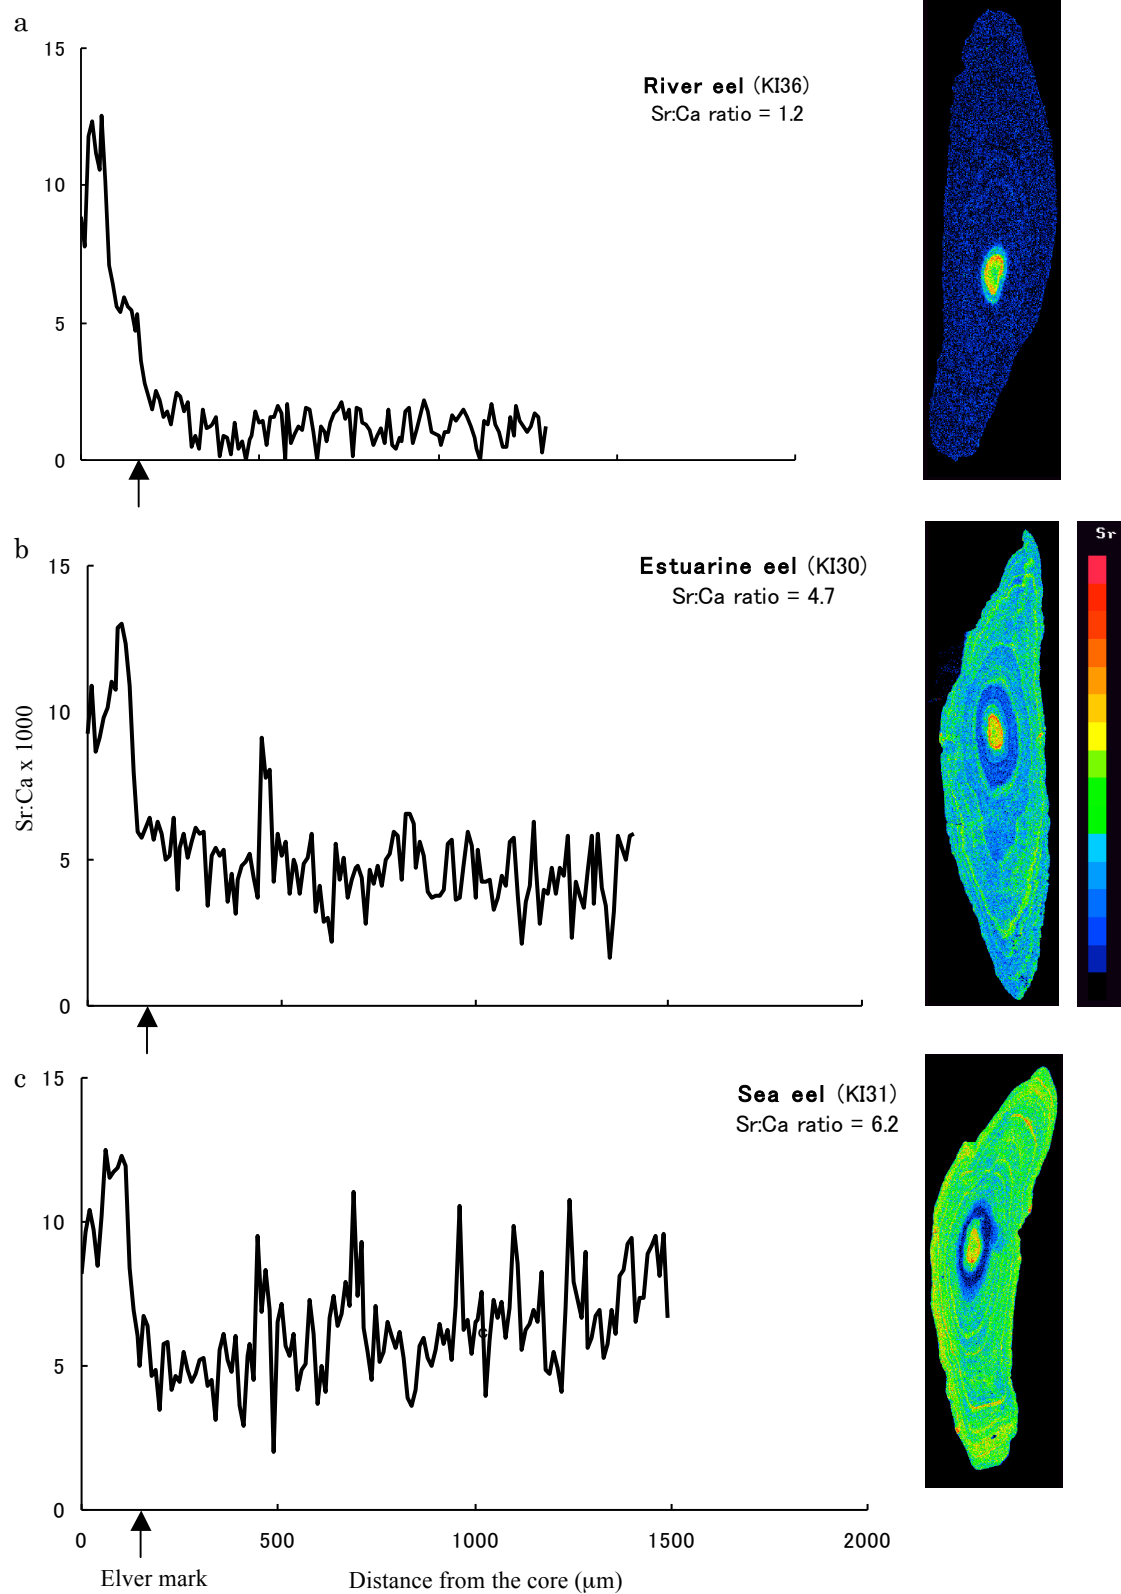 a
15
10
5
0
River eel (KI36)
Sr:Ca ratio = 1.2
b
15
10
5
0
Estuarine eel (KI30)
Sr:Ca ratio = 4.7
Sr
Sr:Ca x 1000
c
15
10
5
0
Sea eel (KI31)
Sr:Ca ratio = 6.2
c
0 500 1000 1500 2000
Elver mark
Distance from the core (μm)